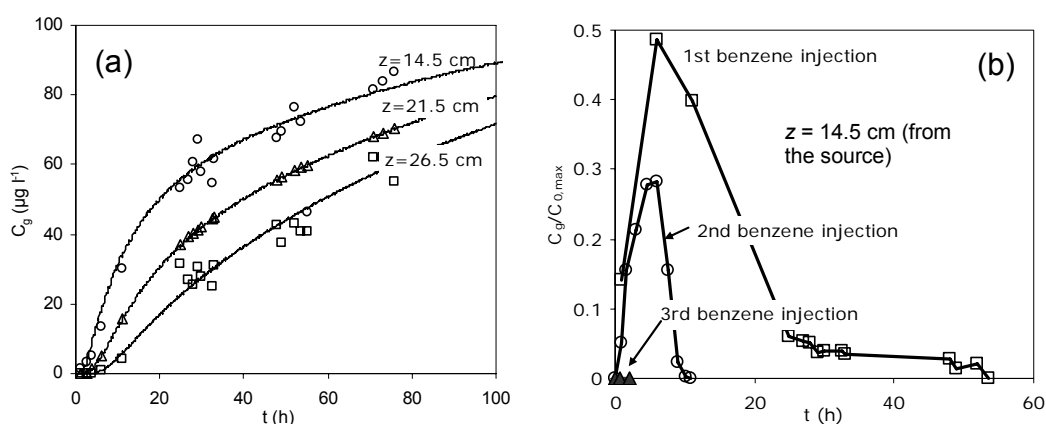 (a)
100
80
60
40
20
0
C_g (µg l⁻¹)
z=14.5 cm
z=21.5 cm
z=26.5 cm
0 20 40 60 80 100
t (h)
(b)
0.5
0.4
0.3
0.2
0.1
0
C_g/C_0,max
1st benzene injection
z = 14.5 cm (from
the source)
2nd benzene injection
3rd benzene injection
0 20 40 60
t (h)